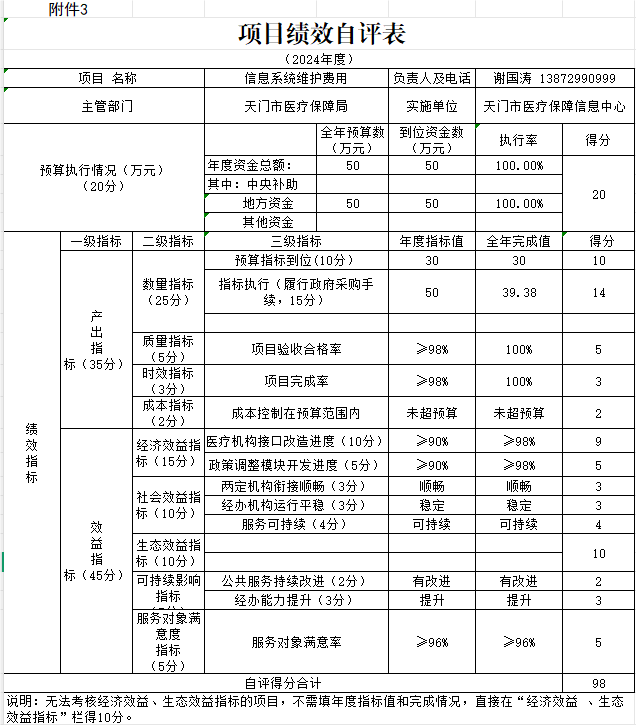 附件3
项目绩效自评表
（2024年度）
项目 名称 信息系统维护费用 负责人及电话 谢国涛 13872990999
主管部门 天门市医疗保障局 实施单位 天门市医疗保障信息中心
预算执行情况（万元）
（20分）
全年预算数
（万元）
到位资金数
（万元）
执行率 得分
年度资金总额： 50 50 100.00%
20
其中：中央补助
地方资金 50 50 100.00%
其他资金
绩
效
指
标
一级指标 二级指标 三级指标 年度指标值 全年完成值 得分
产
出
指
标（35分）
数量指标
（25分）
预算指标到位(10分) 30 30 10
指标执行（履行政府采购手
续，15分）
50 39.38 14
质量指标
（5分）
项目验收合格率 ≥98% 100% 5
时效指标
（3分）
项目完成率 ≥98% 100% 3
成本指标
（2分）
成本控制在预算范围内 未超预算 未超预算 2
效
益
指
标（45分）
经济效益指
标（15分）
医疗机构接口改造进度（10分） ≥90% ≥98% 9
政策调整模块开发进度（5分） ≥90% ≥98% 5
社会效益指
标（10分）
两定机构衔接顺畅（3分） 顺畅 顺畅 3
经办机构运行平稳（3分） 稳定 稳定 3
服务可持续（4分） 可持续 可持续 4
生态效益指
标（10分）
10
可持续影响
指标
公共服务持续改进（2分） 有改进 有改进 2
经办能力提升（3分） 提升 提升 3
服务对象满
意度
指标
（5分）
服务对象满意率 ≥96% ≥96% 5
自评得分合计 98
说明：无法考核经济效益、生态效益指标的项目，不需填年度指标值和完成情况，直接在“经济效益 、生态
效益指标”栏得10分。